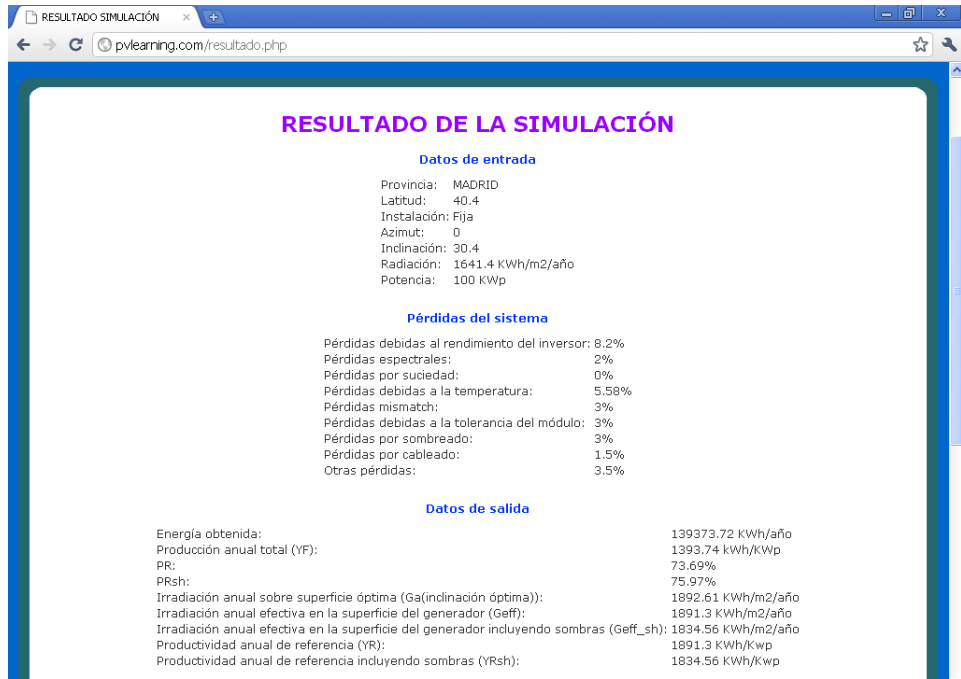 RESULTADO SIMULACIÓN
pvlearning.com/resultado.php
RESULTADO DE LA SIMULACIÓN
Datos de entrada
Provincia: MADRID
Latitud: 40.4
Instalación: Fija
Azimut: 0
Inclinación: 30.4
Radiación: 1641.4 KWh/m2/año
Potencia: 100 KWp
Pérdidas del sistema
Pérdidas debidas al rendimiento del inversor: 8.2%
Pérdidas espectrales: 2%
Pérdidas por suciedad: 0%
Pérdidas debidas a la temperatura: 5.58%
Pérdidas mismatch: 3%
Pérdidas debidas a la tolerancia del módulo: 3%
Pérdidas por sombreado: 3%
Pérdidas por cableado: 1.5%
Otras pérdidas: 3.5%
Datos de salida
Energía obtenida: 139373.72 KWh/año
Producción anual total (YF): 1393.74 kWh/KWp
PR: 73.69%
PRsh: 75.97%
Irradiación anual sobre superficie óptima (Ga(inclinación óptima)): 1892.61 KWh/m2/año
Irradiación anual efectiva en la superficie del generador (Geff): 1891.3 KWh/m2/año
Irradiación anual efectiva en la superficie del generador incluyendo sombras (Geff_sh): 1834.56 KWh/m2/año
Productividad anual de referencia (YR): 1891.3 KWh/Kwp
Productividad anual de referencia incluyendo sombras (YRsh): 1834.56 KWh/Kwp